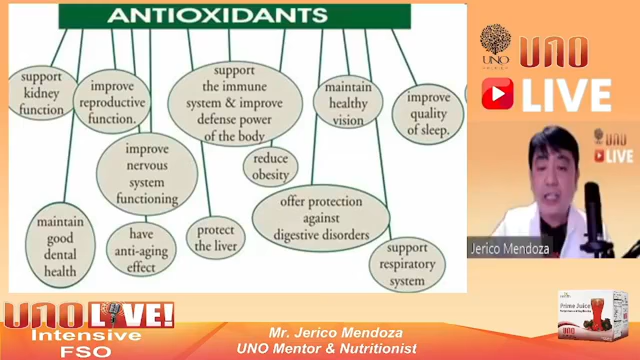 ANTIOXIDANTS
support
kidney
function
improve
reproductive
function.
support
the immune
system & improve
defense power
of the body
maintain
healthy
vision
improve
quality
of sleep.
improve
nervous
system
functioning
reduce
obesity
maintain
good
dental
health
have
anti-aging
effect
protect
the liver
offer protection
against
digestive disorders
support
respiratory
system
UNO
UNO
LIVE
UNO
LIVE
Jerico Mendoza
UNO LIVE!
Intensive
FSO
Mr. Jerico Mendoza
UNO Mentor & Nutritionist
Prime Juice
UNO